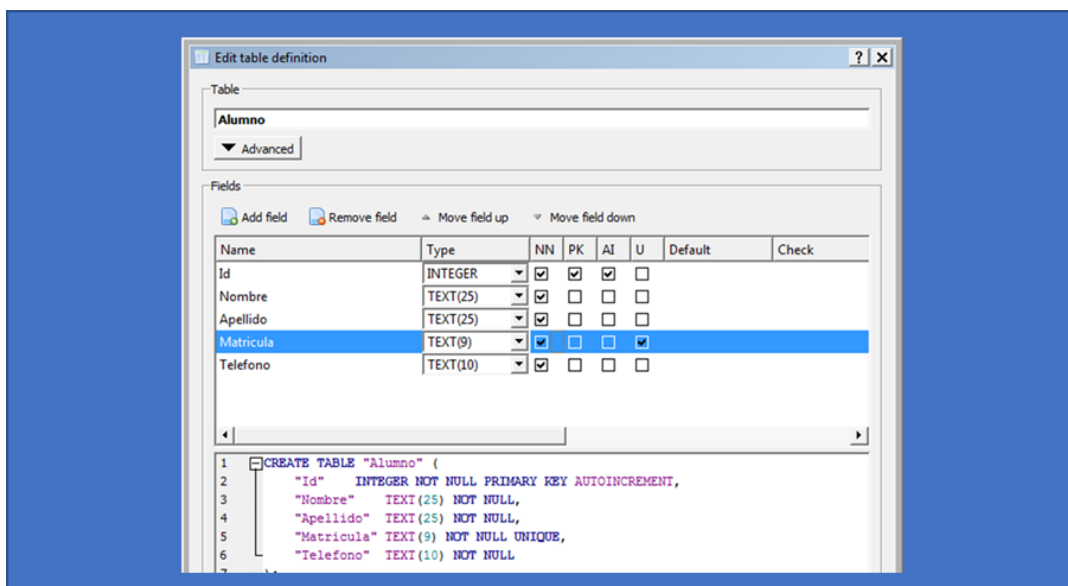 Edit table definition
Table
Alumno
Advanced
Fields
Add field Remove field Move field up Move field down
Name Type NN PK AI U Default Check
Id INTEGER
Nombre TEXT(25)
Apellido TEXT(25)
Matricula TEXT(9)
Telefono TEXT(10)
1 CREATE TABLE "Alumno" (
2 "Id" INTEGER NOT NULL PRIMARY KEY AUTOINCREMENT,
3 "Nombre" TEXT(25) NOT NULL,
4 "Apellido" TEXT(25) NOT NULL,
5 "Matricula" TEXT(9) NOT NULL UNIQUE,
6 "Telefono" TEXT(10) NOT NULL